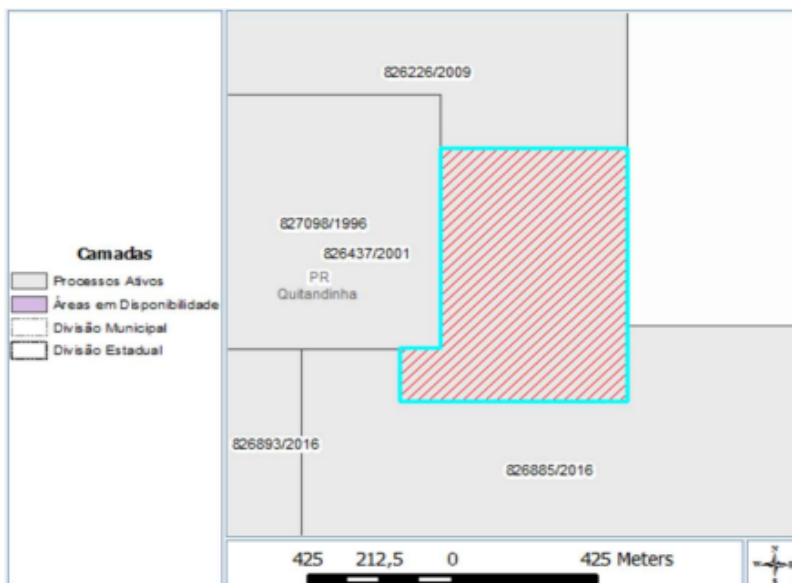 826226/2009
827098/1996
826437/2001
PR
Quitandinha
Camadas
Processos Ativos
Áreas em Disponibilidade
Divisão Municipal
Divisão Estadual
826893/2016
826885/2016
425 212,5 0 425 Meters